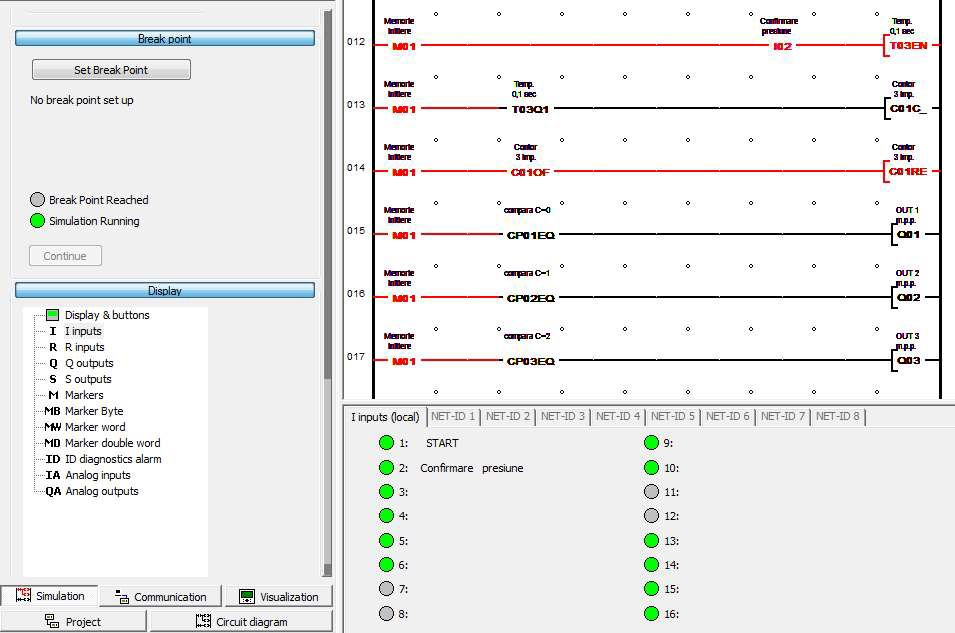 Break point
Set Break Point
No break point set up
Break Point Reached
Simulation Running
Continue
Display
Display & buttons
I I inputs
R R inputs
Q Q outputs
S S outputs
M Markers
MB Marker Byte
MW Marker word
MD Marker double word
ID ID diagnostics alarm
IA Analog inputs
QA Analog outputs
Simulation Communication Visualization
Project Circuit diagram
Memorie Confirmare Temp.
Initiere presiune 0,1 sec
012 M01 I02 T03EN
Memorie Temp. Contor
Initiere 0,1 sec 3 Imp.
013 M01 T03Q1 C01C_
Memorie Contor Contor
Initiere 3 Imp. 3 Imp.
014 M01 C01OF C01RE
Memorie compara C=0 OUT 1
Initiere m.p.p.
015 M01 CP01EQ Q01
Memorie compara C=1 OUT 2
Initiere m.p.p.
016 M01 CP02EQ Q02
Memorie compara C=2 OUT 3
Initiere m.p.p.
017 M01 CP03EQ Q03
I inputs (local) NET-ID 1 NET-ID 2 NET-ID 3 NET-ID 4 NET-ID 5 NET-ID 6 NET-ID 7 NET-ID 8
1: START 9:
2: Confirmare presiune 10:
3: 11:
4: 12:
5: 13:
6: 14:
7: 15:
8: 16: